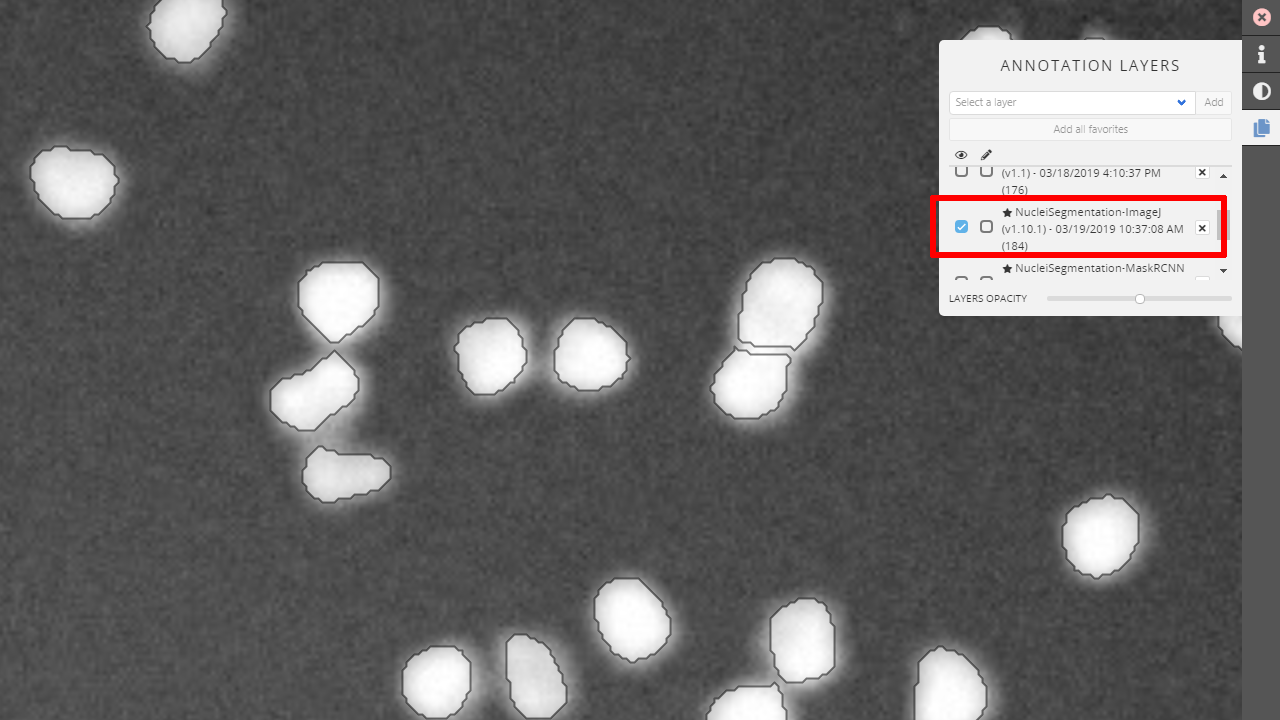 ANNOTATION LAYERS
Select a layer
Add
Add all favorites
(v1.1) - 03/18/2019 4:10:37 PM
(176)
NucleiSegmentation-ImageJ
(v1.10.1) - 03/19/2019 10:37:08 AM
(184)
NucleiSegmentation-MaskRCNN
LAYERS OPACITY